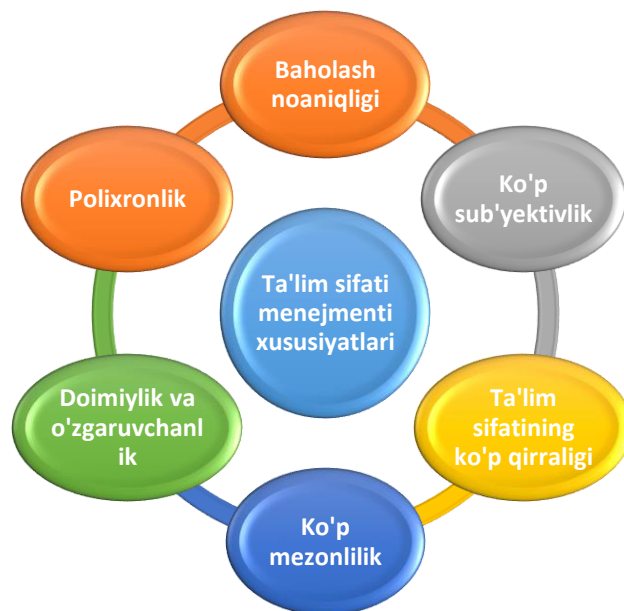 Baholash
noaniqligi
Polixronlik
Ko'p
sub'yektivlik
Ta'lim sifati
menejmenti
xususiyatlari
Doimiylik va
o'zgaruvchanl
ik
Ta'lim
sifatining
ko'p qirraligi
Ko'p
mezonlilik